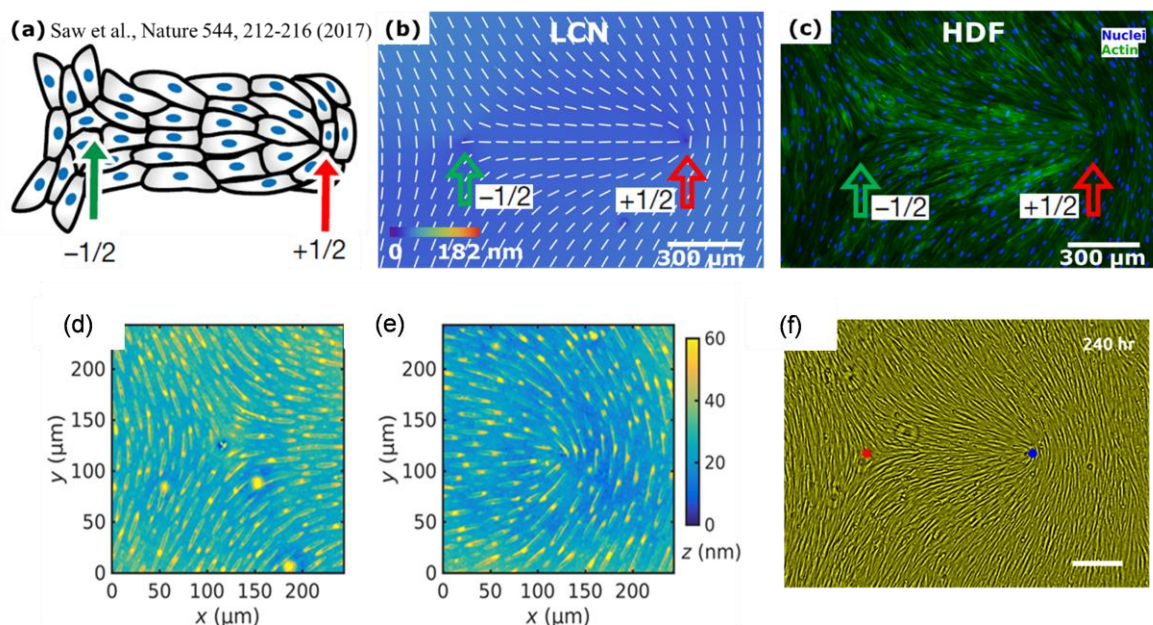 (a) Saw et al., Nature 544, 212-216 (2017)
−1/2
+1/2
(b)
LCN
−1/2
+1/2
0
182 nm
300 µm
(c)
HDF
Nuclei
Actin
−1/2
+1/2
300 µm
(d)
200
150
100
50
0
y (µm)
0 50 100 150 200
x (µm)
(e)
200
150
100
50
0
y (µm)
0 50 100 150 200
x (µm)
60
40
20
0
z (nm)
(f)
240 hr